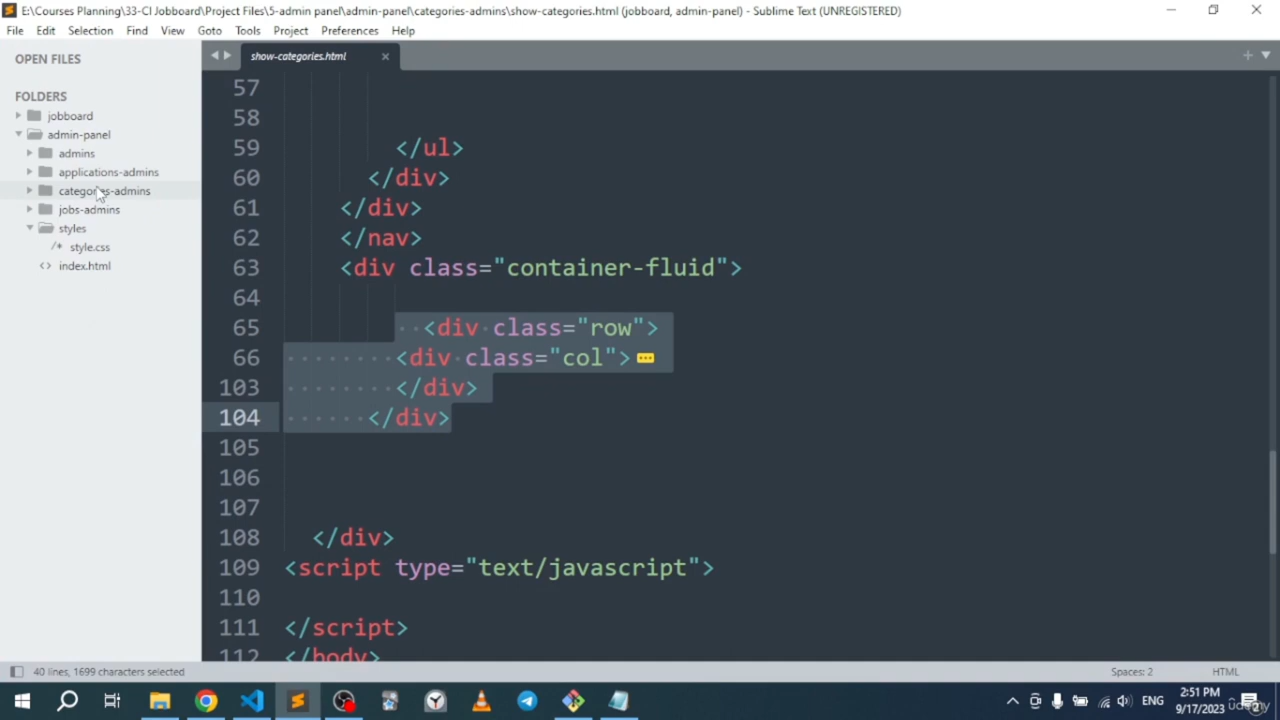 E:\Courses Planning\33-CI Jobboard\Project Files\5-admin panel\admin-panel\categories-admins\show-categories.html (jobboard, admin-panel) - Sublime Text (UNREGISTERED)
File Edit Selection Find View Goto Tools Project Preferences Help
OPEN FILES
show-categories.html
FOLDERS
jobboard
admin-panel
admins
applications-admins
categories-admins
jobs-admins
styles
/* style.css
<> index.html
57
58
59 </ul>
60 </div>
61 </div>
62 </nav>
63 <div class="container-fluid">
64
65 <div class="row">
66 <div class="col">
103 </div>
104 </div>
105
106
107
108 </div>
109 <script type="text/javascript">
110
111 </script>
112 </body>
40 lines, 1699 characters selected
Spaces: 2
HTML
ENG
2:51 PM
9/17/2023
udemy